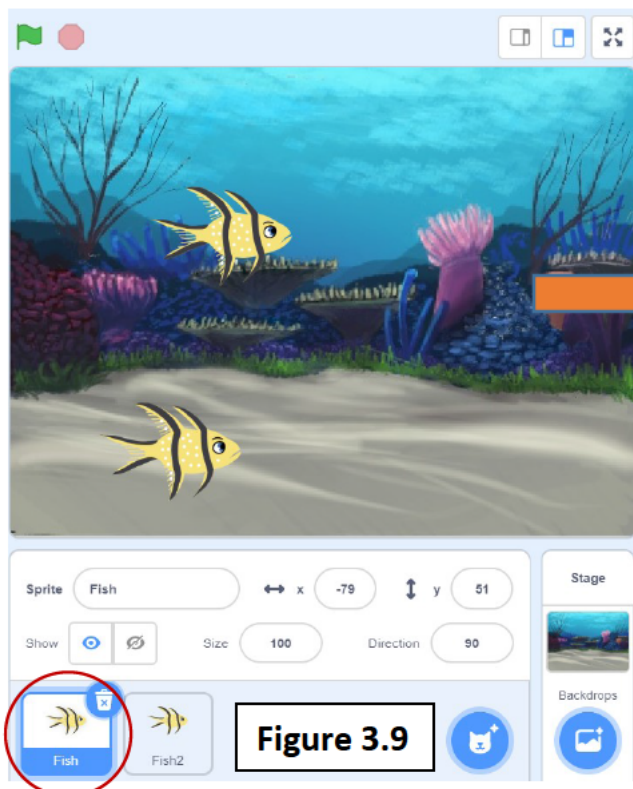 Sprite Fish x -79 y 51
Show Size 100 Direction 90
Stage
Backdrops
Fish Fish2
Figure 3.9